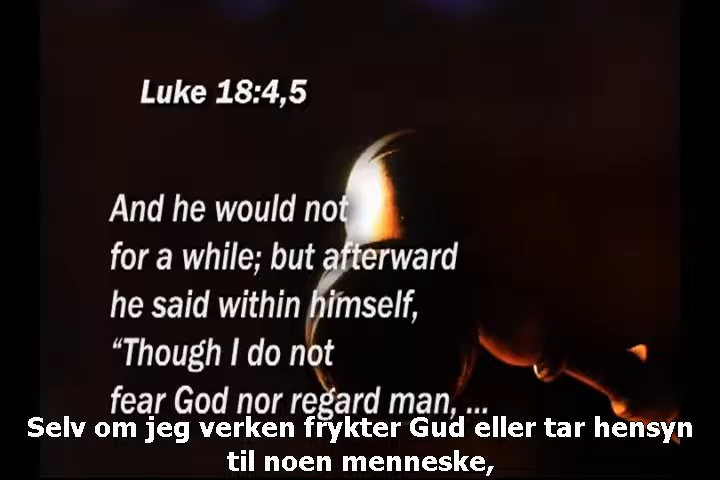 Luke 18:4,5
And he would not
for a while; but afterward
he said within himself,
“Though I do not
fear God nor regard man, ...
Selv om jeg verken frykter Gud eller tar hensyn
til noen menneske,